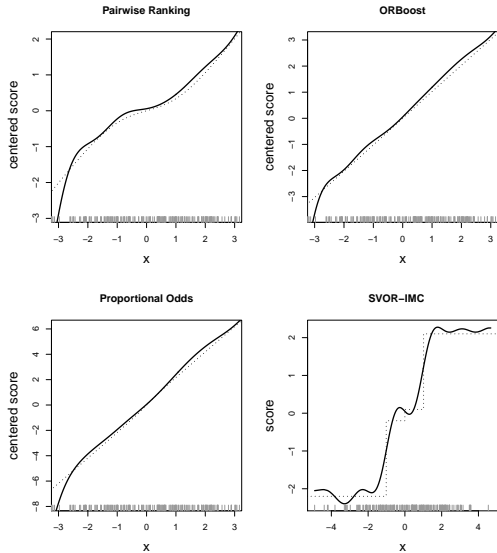 Pairwise Ranking
centered score
2
1
0
−1
−2
−3
−3 −2 −1 0 1 2 3
x
ORBoost
centered score
3
2
1
0
−1
−2
−3
−3 −2 −1 0 1 2 3
x
Proportional Odds
centered score
6
4
2
0
−2
−4
−6
−8
−3 −2 −1 0 1 2 3
x
SVOR−IMC
score
2
1
0
−1
−2
−4 −2 0 2 4
x